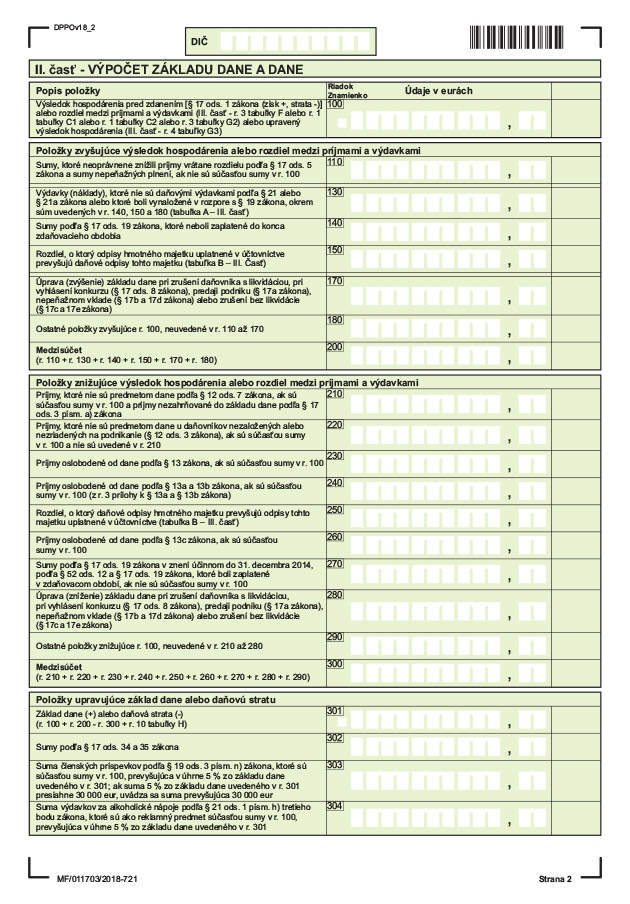 DPPOv18_2
DIČ
II. časť - VÝPOČET ZÁKLADU DANE A DANE
Popis položky
Riadok
Znamienko
Údaje v eurách
Výsledok hospodárenia pred zdanením [§ 17 ods. 1 zákona (zisk +, strata -)]
alebo rozdiel medzi príjmami a výdavkami (III. časť - r. 3 tabuľky F alebo r. 1
tabuľky C1 alebo r. 1 tabuľky C2 alebo r. 3 tabuľky G2) alebo upravený
výsledok hospodárenia (III. časť - r. 4 tabuľky G3)
100
,
Položky zvyšujúce výsledok hospodárenia alebo rozdiel medzi príjmami a výdavkami
Sumy, ktoré neoprávnene znížili príjmy vrátane rozdielu podľa § 17 ods. 5
zákona a sumy nepeňažných plnení, ak nie sú súčasťou sumy v r. 100
110
,
Výdavky (náklady), ktoré nie sú daňovými výdavkami podľa § 21 alebo
§ 21a zákona alebo ktoré boli vynaložené v rozpore s § 19 zákona, okrem
súm uvedených v r. 140, 150 a 180 (tabuľka A – III. časť)
130
,
Sumy podľa § 17 ods. 19 zákona, ktoré neboli zaplatené do konca
zdaňovacieho obdobia
140
,
Rozdiel, o ktorý odpisy hmotného majetku uplatnené v účtovníctve
prevyšujú daňové odpisy tohto majetku (tabuľka B – III. Časť)
150
,
Úprava (zvýšenie) základu dane pri zrušení daňovníka s likvidáciou, pri
vyhlásení konkurzu (§ 17 ods. 8 zákona), predaji podniku (§ 17a zákona),
nepeňažnom vklade (§ 17b a 17d zákona) alebo zrušení bez likvidácie
(§ 17c a 17e zákona)
170
,
Ostatné položky zvyšujúce r. 100, neuvedené v r. 110 až 170
180
,
Medzisúčet
(r. 110 + r. 130 + r. 140 + r. 150 + r. 170 + r. 180)
200
,
Položky znižujúce výsledok hospodárenia alebo rozdiel medzi príjmami a výdavkami
Príjmy, ktoré nie sú predmetom dane podľa § 12 ods. 7 zákona, ak sú
súčasťou sumy v r. 100 a príjmy nezahrňované do základu dane podľa § 17
ods. 3 písm. a) zákona
210
,
Príjmy, ktoré nie sú predmetom dane u daňovníkov nezaložených alebo
nezriadených na podnikanie (§ 12 ods. 3 zákona), ak sú súčasťou sumy
v r. 100 a nie sú uvedené v r. 210
220
,
Príjmy oslobodené od dane podľa § 13 zákona, ak sú súčasťou sumy v r. 100
230
,
Príjmy oslobodené od dane podľa § 13a a 13b zákona, ak sú súčasťou
sumy v r. 100 (z r. 3 prílohy k § 13a a § 13b zákona)
240
,
Rozdiel, o ktorý daňové odpisy hmotného majetku prevyšujú odpisy tohto
majetku uplatnené v účtovníctve (tabuľka B – III. časť)
250
,
Príjmy oslobodené od dane podľa § 13c zákona, ak sú súčasťou
sumy v r. 100
260
,
Sumy podľa § 17 ods. 19 zákona v znení účinnom do 31. decembra 2014,
podľa § 52 ods. 12 a § 17 ods. 19 zákona, ktoré boli zaplatené
v zdaňovacom období, ak nie sú súčasťou sumy v r. 100
270
,
Úprava (zníženie) základu dane pri zrušení daňovníka s likvidáciou,
pri vyhlásení konkurzu (§ 17 ods. 8 zákona), predaji podniku (§ 17a zákona),
nepeňažnom vklade (§ 17b a 17d zákona) alebo zrušení bez likvidácie
(§ 17c a 17e zákona)
280
,
Ostatné položky znižujúce r. 100, neuvedené v r. 210 až 280
290
,
Medzisúčet
(r. 210 + r. 220 + r. 230 + r. 240 + r. 250 + r. 260 + r. 270 + r. 280 + r. 290)
300
,
Položky upravujúce základ dane alebo daňovú stratu
Základ dane (+) alebo daňová strata (-)
(r. 100 + r. 200 - r. 300 + r. 10 tabuľky H)
301
,
Sumy podľa § 17 ods. 34 a 35 zákona
302
,
Suma členských príspevkov podľa § 19 ods. 3 písm. n) zákona, ktoré sú
súčasťou sumy v r. 100, prevyšujúca v úhrne 5 % zo základu dane
uvedeného v r. 301; ak suma 5 % zo základu dane uvedeného v r. 301
presiahne 30 000 eur, uvádza sa suma prevyšujúca 30 000 eur
303
,
Suma výdavkov za alkoholické nápoje podľa § 21 ods. 1 písm. h) tretieho
bodu zákona, ktoré sú ako reklamný predmet súčasťou sumy v r. 100,
prevyšujúca v úhrne 5 % zo základu dane uvedeného v r. 301
304
,
MF/011703/2018-721
Strana 2